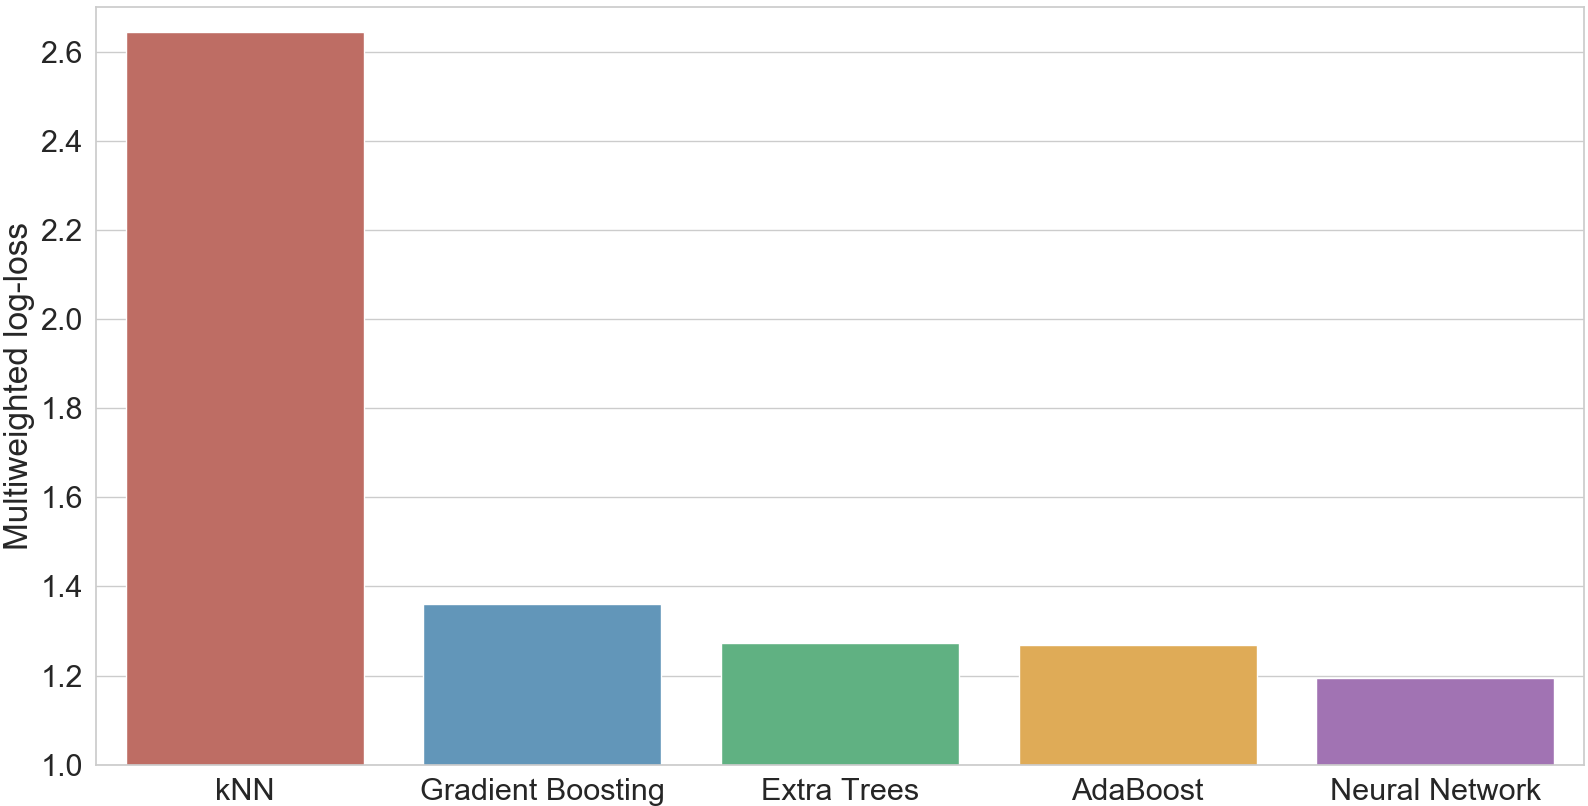 Multiweighted log-loss
2.6
2.4
2.2
2.0
1.8
1.6
1.4
1.2
1.0
kNN
Gradient Boosting
Extra Trees
AdaBoost
Neural Network